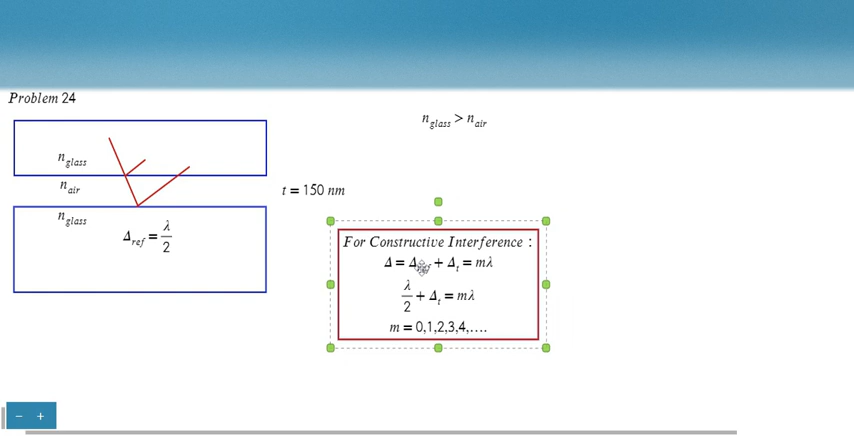 Problem 24
n_glass > n_air
n_glass
n_air
t = 150 nm
n_glass
Δ_ref = λ/2
For Constructive Interference :
Δ = Δ_ref + Δ_t = mλ
λ/2 + Δ_t = mλ
m = 0,1,2,3,4,….
− +